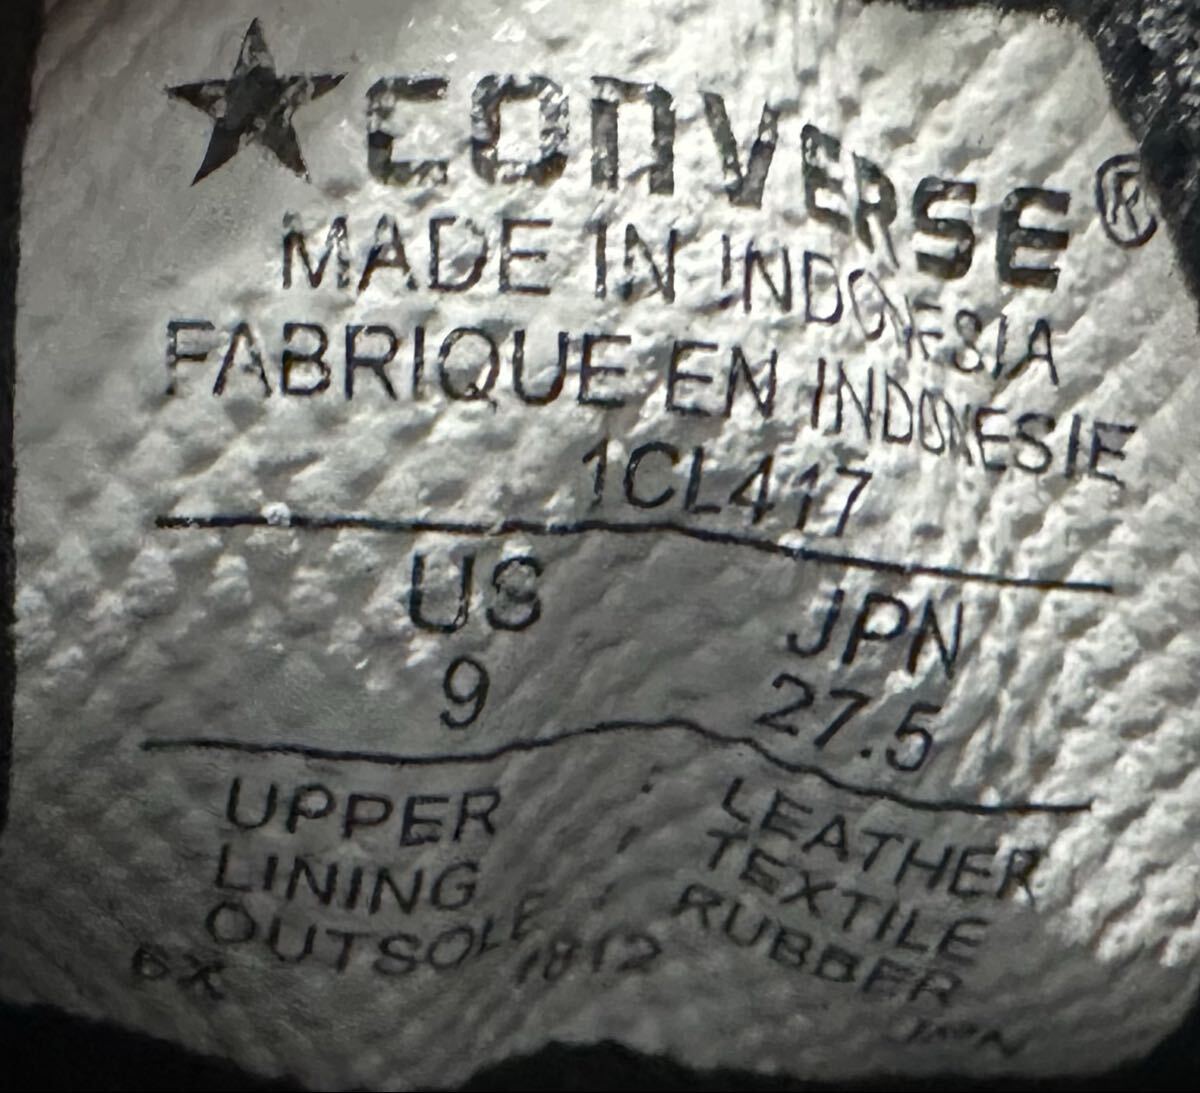 CONVERSE®
MADE IN INDONESIA
FABRIQUE EN INDONESIE
1CL417
US JPN
9 27.5
UPPER : LEATHER
LINING : TEXTILE
OUTSOLE : RUBBER
1812